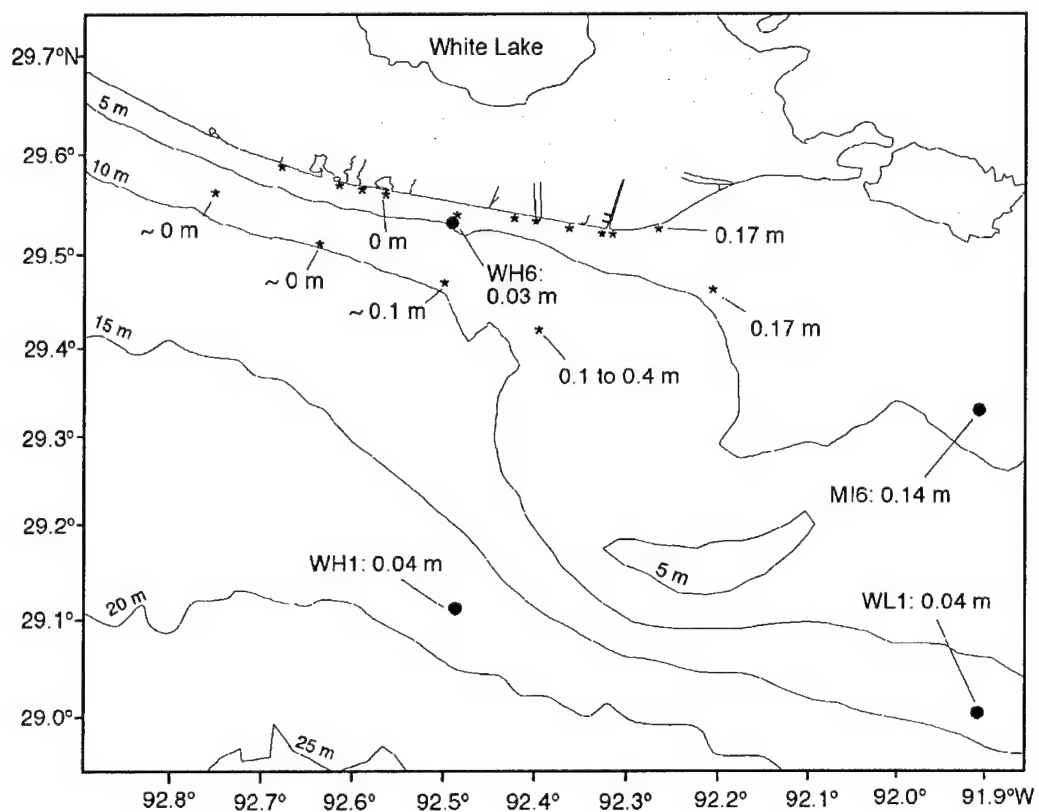 White Lake
29.7°N
5 m
29.6°
10 m
~ 0 m
0 m
0.17 m
29.5°
~ 0 m
WH6:
0.03 m
~ 0.1 m
0.17 m
15 m
29.4°
0.1 to 0.4 m
29.3°
MI6: 0.14 m
29.2°
5 m
WH1: 0.04 m
WL1: 0.04 m
20 m
29.1°
29.0°
25 m
92.8° 92.7° 92.6° 92.5° 92.4° 92.3° 92.2° 92.1° 92.0° 91.9°W